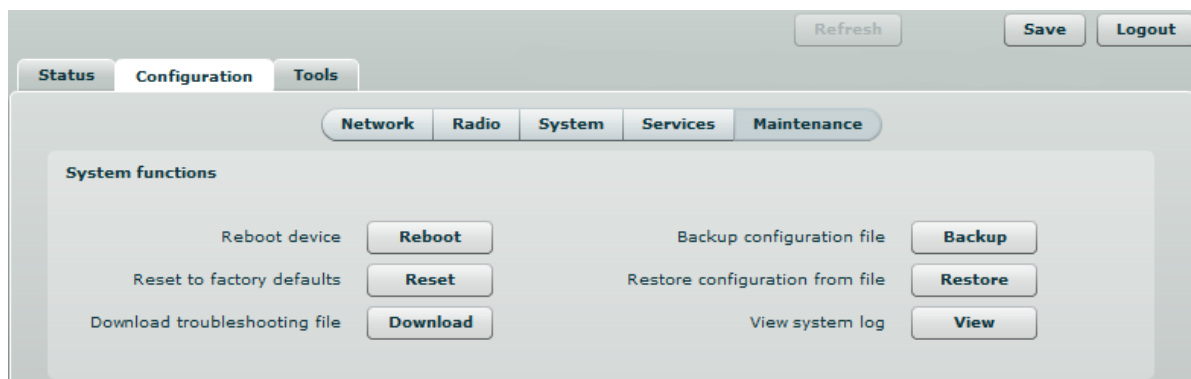 Refresh Save Logout
Status Configuration Tools
Network Radio System Services Maintenance
System functions
Reboot device Reboot Backup configuration file Backup
Reset to factory defaults Reset Restore configuration from file Restore
Download troubleshooting file Download View system log View